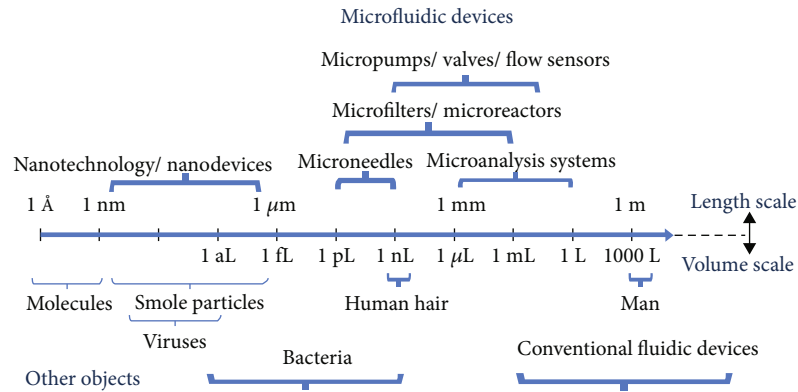 Microfluidic devices
Micropumps/ valves/ flow sensors
Microfilters/ microreactors
Nanotechnology/ nanodevices Microneedles Microanalysis systems
1 Å 1 nm 1 μm 1 mm 1 m Length scale
1 aL 1 fL 1 pL 1 nL 1 μL 1 mL 1 L 1000 L Volume scale
Molecules Smole particles Human hair Man
Viruses
Bacteria Conventional fluidic devices
Other objects